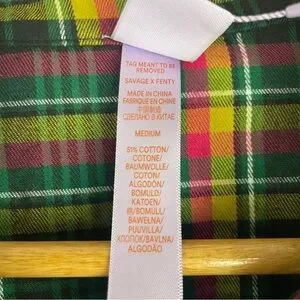 TAG MEANT TO BE
REMOVED
SAVAGE X FENTY
MADE IN CHINA
FABRIQUÉ EN CHINE
中国制造
СДЕЛАНО В КИТАЕ
MEDIUM
51% COTTON/
COTONE/
BAUMWOLLE/
COTON/
ALGODÓN/
BOMULD/
KATOEN/
棉/BOMULL/
BAWEŁNA/
PUUVILLA/
ХЛОПОК/BAVLNA/
ALGODÃO